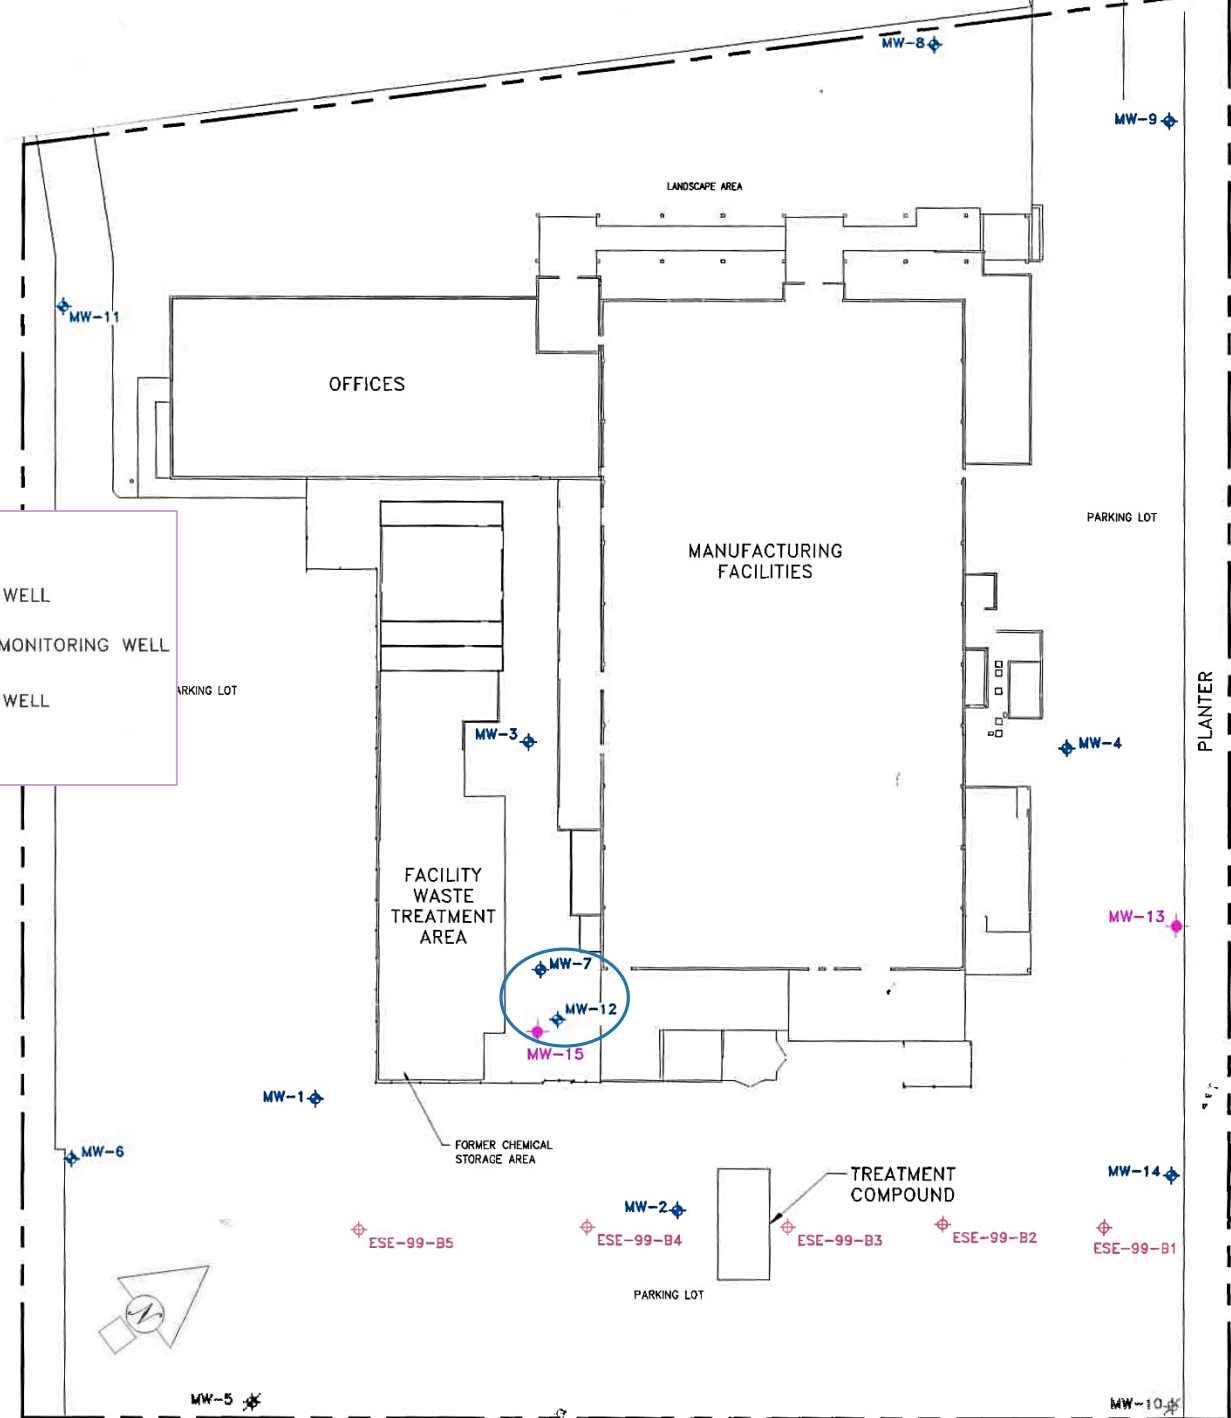 MW-8
MW-9
LANDSCAPE AREA
MW-11
OFFICES
PARKING LOT
MANUFACTURING
FACILITIES
WELL
MONITORING WELL
WELL
ARKING LOT
PLANTER
MW-3
MW-4
FACILITY
WASTE
TREATMENT
AREA
MW-13
MW-7
MW-12
MW-15
MW-1
FORMER CHEMICAL
STORAGE AREA
MW-6
MW-14
TREATMENT
COMPOUND
MW-2
ESE-99-B5
ESE-99-B4
ESE-99-B3
ESE-99-B2
ESE-99-B1
PARKING LOT
N
MW-5
MW-10